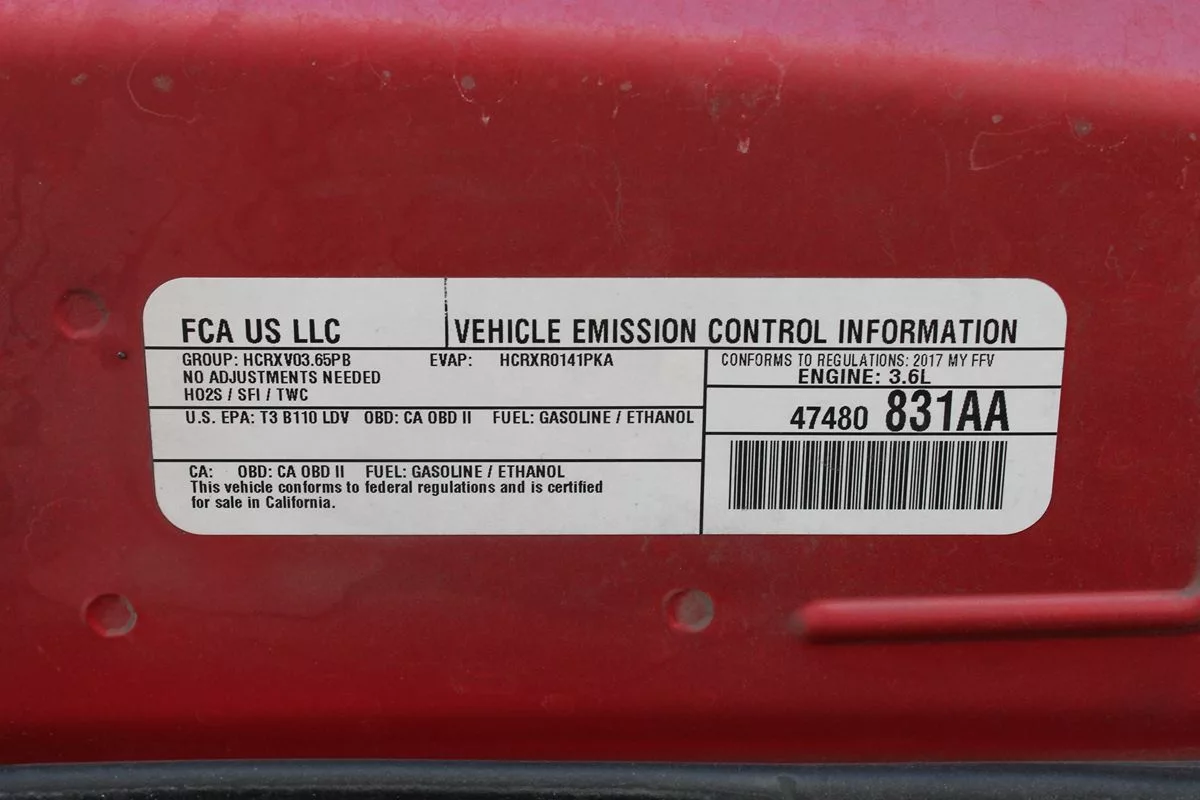 FCA US LLC VEHICLE EMISSION CONTROL INFORMATION
GROUP: HCRXV03.65PB EVAP: HCRXR0141PKA
NO ADJUSTMENTS NEEDED
HO2S / SFI / TWC
U.S. EPA: T3 B110 LDV OBD: CA OBD II FUEL: GASOLINE / ETHANOL
CA: OBD: CA OBD II FUEL: GASOLINE / ETHANOL
This vehicle conforms to federal regulations and is certified
for sale in California.
CONFORMS TO REGULATIONS: 2017 MY FFV
ENGINE: 3.6L
47480 831AA